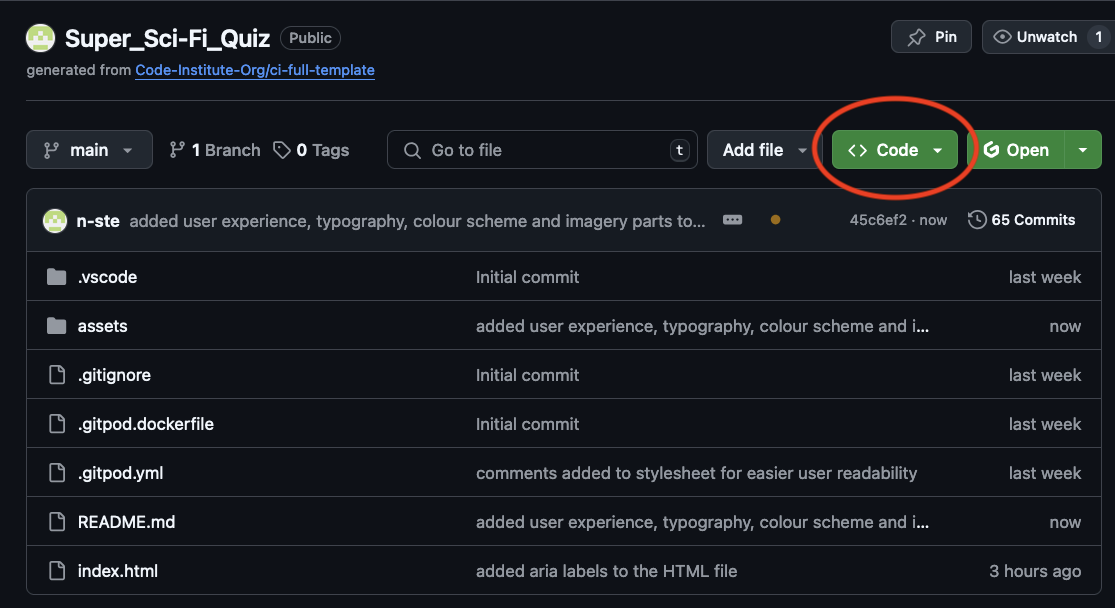 Super_Sci-Fi_Quiz Public Pin Unwatch 1
generated from Code-Institute-Org/ci-full-template
main 1 Branch 0 Tags Go to file t Add file <> Code Open
n-ste added user experience, typography, colour scheme and imagery parts to... 45c6ef2 · now 65 Commits
.vscode Initial commit last week
assets added user experience, typography, colour scheme and i... now
.gitignore Initial commit last week
.gitpod.dockerfile Initial commit last week
.gitpod.yml comments added to stylesheet for easier user readability last week
README.md added user experience, typography, colour scheme and i... now
index.html added aria labels to the HTML file 3 hours ago